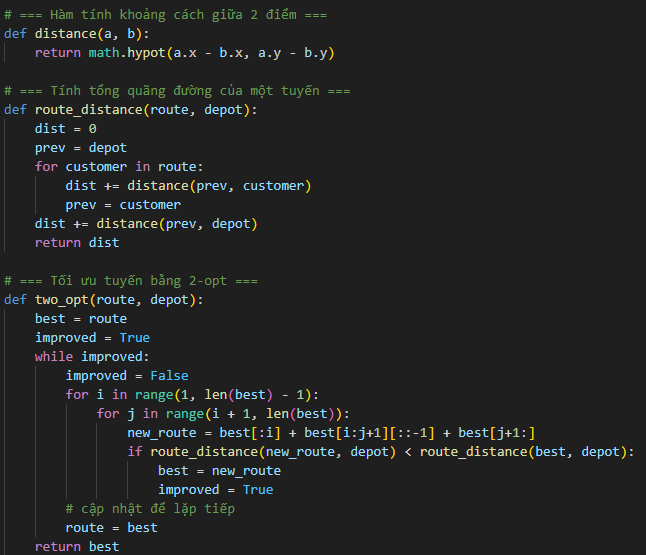 # === Hàm tính khoảng cách giữa 2 điểm ===
def distance(a, b):
    return math.hypot(a.x - b.x, a.y - b.y)

# === Tính tổng quãng đường của một tuyến ===
def route_distance(route, depot):
    dist = 0
    prev = depot
    for customer in route:
        dist += distance(prev, customer)
        prev = customer
    dist += distance(prev, depot)
    return dist

# === Tối ưu tuyến bằng 2-opt ===
def two_opt(route, depot):
    best = route
    improved = True
    while improved:
        improved = False
        for i in range(1, len(best) - 1):
            for j in range(i + 1, len(best)):
                new_route = best[:i] + best[i:j+1][::-1] + best[j+1:]
                if route_distance(new_route, depot) < route_distance(best, depot):
                    best = new_route
                    improved = True
        # cập nhật để lặp tiếp
        route = best
    return best